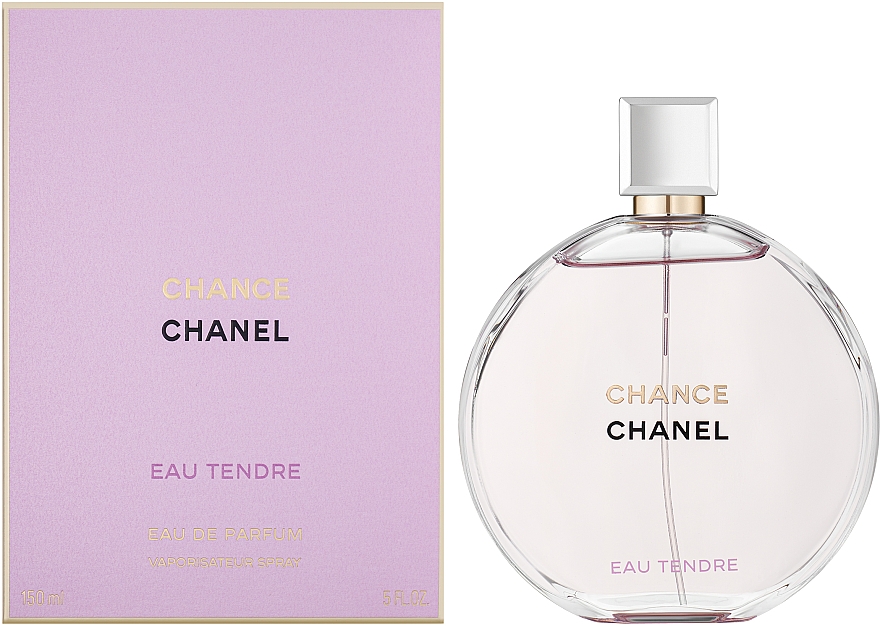 CHANCE
CHANEL
EAU TENDRE
EAU DE PARFUM
VAPORISATEUR SPRAY
150 ml
5 FL.OZ.
CHANCE
CHANEL
EAU TENDRE